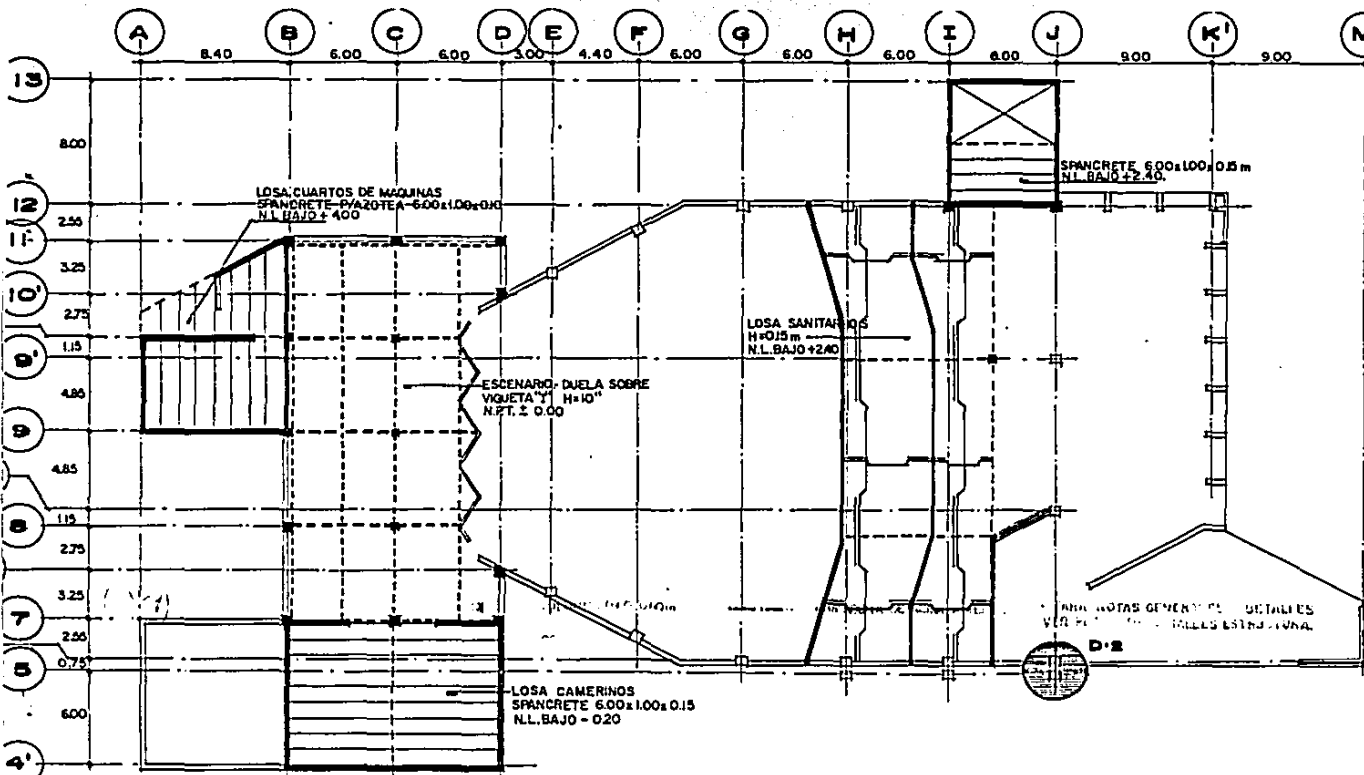 A B C D E F G H I J K'
8.40 6.00 6.00 3.00 4.40 6.00 6.00 6.00 6.00 9.00 9.00
13
8.00
12
2.55
11
3.25
10'
2.75
1.15
9'
4.85
9
4.85
1.15
8
2.75
3.25
7
2.55
0.75
5
6.00
4'
LOSA CUARTOS DE MAQUINAS
SPANCRETE P/AZOTEA 6.00x1.00x0.10
N.L. BAJO + 4.00
SPANCRETE 6.00x1.00x0.15 m
N.L. BAJO +2.40.
LOSA SANITARIOS
H=0.15 m
N.L. BAJO +2.40
ESCENARIO-DUELA SOBRE
VIGUETA "I" H=10"
N.P.T. ± 0.00
NOTAS
VER
D-2
LOSA CAMERINOS
SPANCRETE 6.00x1.00x0.15
N.L. BAJO - 0.20